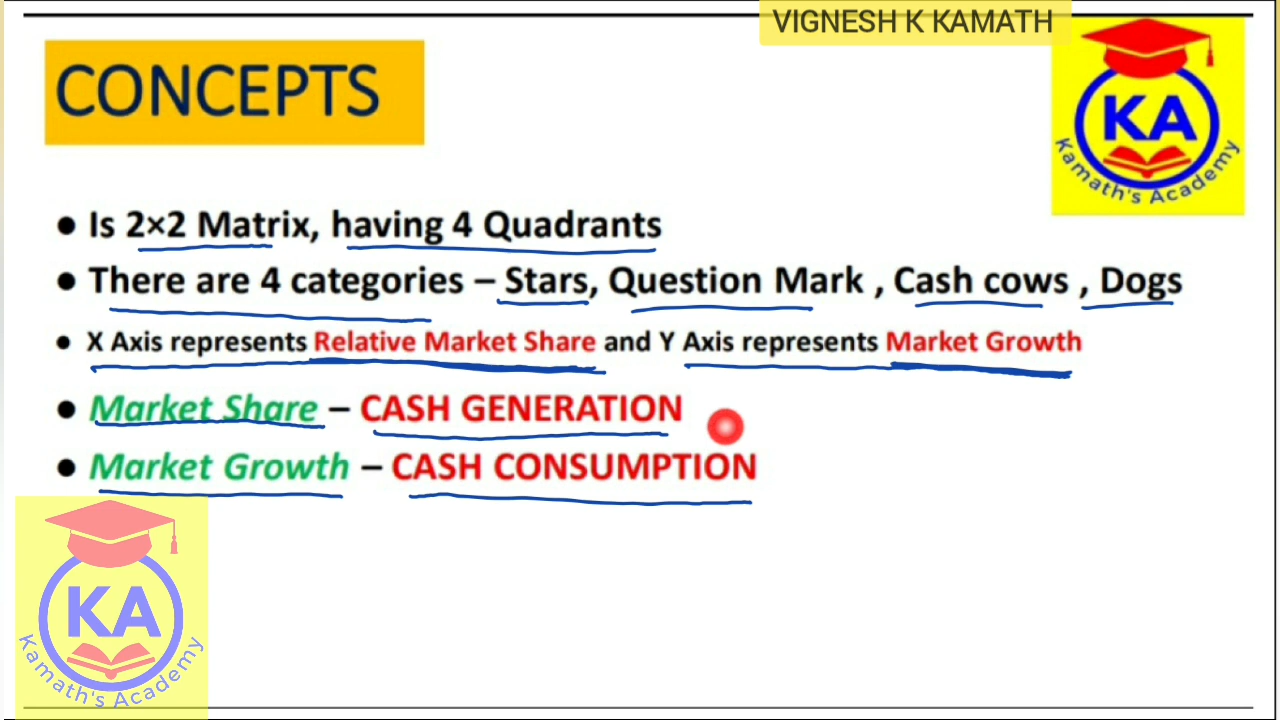 VIGNESH K KAMATH
CONCEPTS
KA
Kamath's Academy
● Is 2×2 Matrix, having 4 Quadrants
● There are 4 categories – Stars, Question Mark , Cash cows , Dogs
● X Axis represents Relative Market Share and Y Axis represents Market Growth
● Market Share – CASH GENERATION
● Market Growth – CASH CONSUMPTION
KA
Kamath's Academy